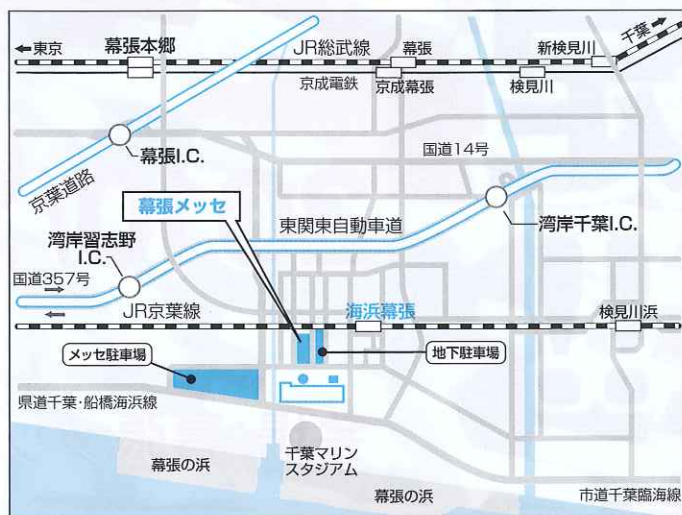 千葉
東京
幕張本郷
JR総武線
幕張
新検見川
京成電鉄
京成幕張
検見川
幕張I.C.
国道14号
京葉道路
幕張メッセ
湾岸千葉I.C.
東関東自動車道
湾岸習志野
I.C.
国道357号
JR京葉線
海浜幕張
検見川浜
メッセ駐車場
地下駐車場
県道千葉・船橋海浜線
千葉マリン
スタジアム
幕張の浜
幕張の浜
市道千葉臨海線